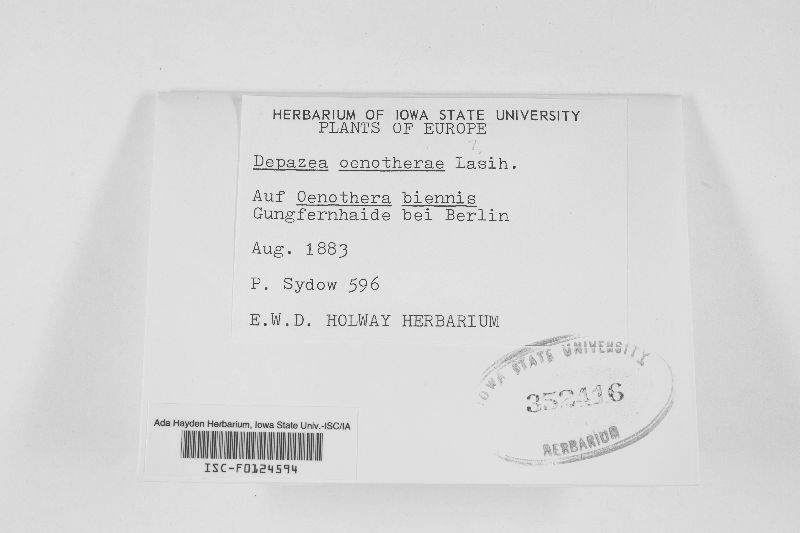 HERBARIUM OF IOWA STATE UNIVERSITY
PLANTS OF EUROPE
?
Depazea ocnotherae Lasih.
Auf Oenothera biennis
Gungfernhaide bei Berlin
Aug. 1883
P. Sydow 596
E.W.D. HOLWAY HERBARIUM
IOWA STATE UNIVERSITY
352416
HERBARIUM
Ada Hayden Herbarium, Iowa State Univ.-ISC/IA
ISC-F0124594